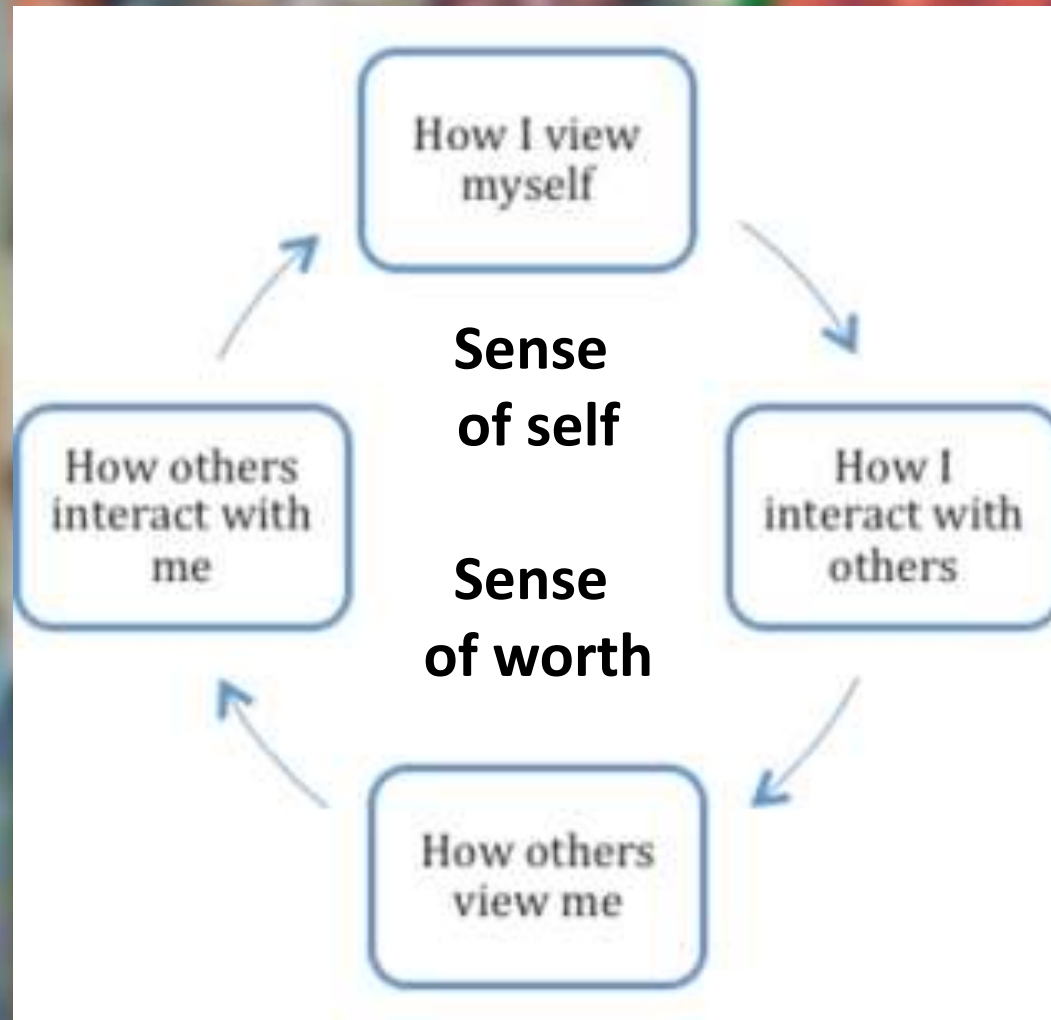 How I view
myself
Sense
of self
How others
interact with
me
How I
interact with
others
Sense
of worth
How others
view me